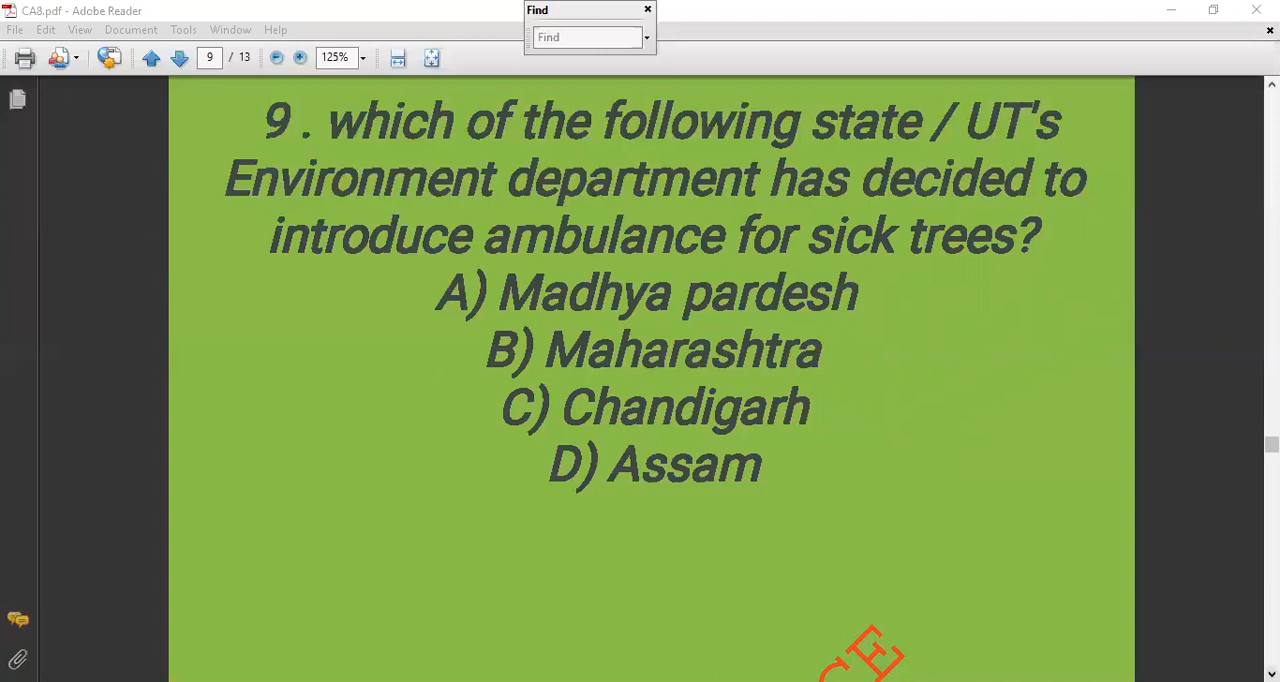 CA8.pdf - Adobe Reader
Find
File Edit View Document Tools Window Help
Find
9 / 13 125%
9 . which of the following state / UT's
Environment department has decided to
introduce ambulance for sick trees?
A) Madhya pardesh
B) Maharashtra
C) Chandigarh
D) Assam
CE